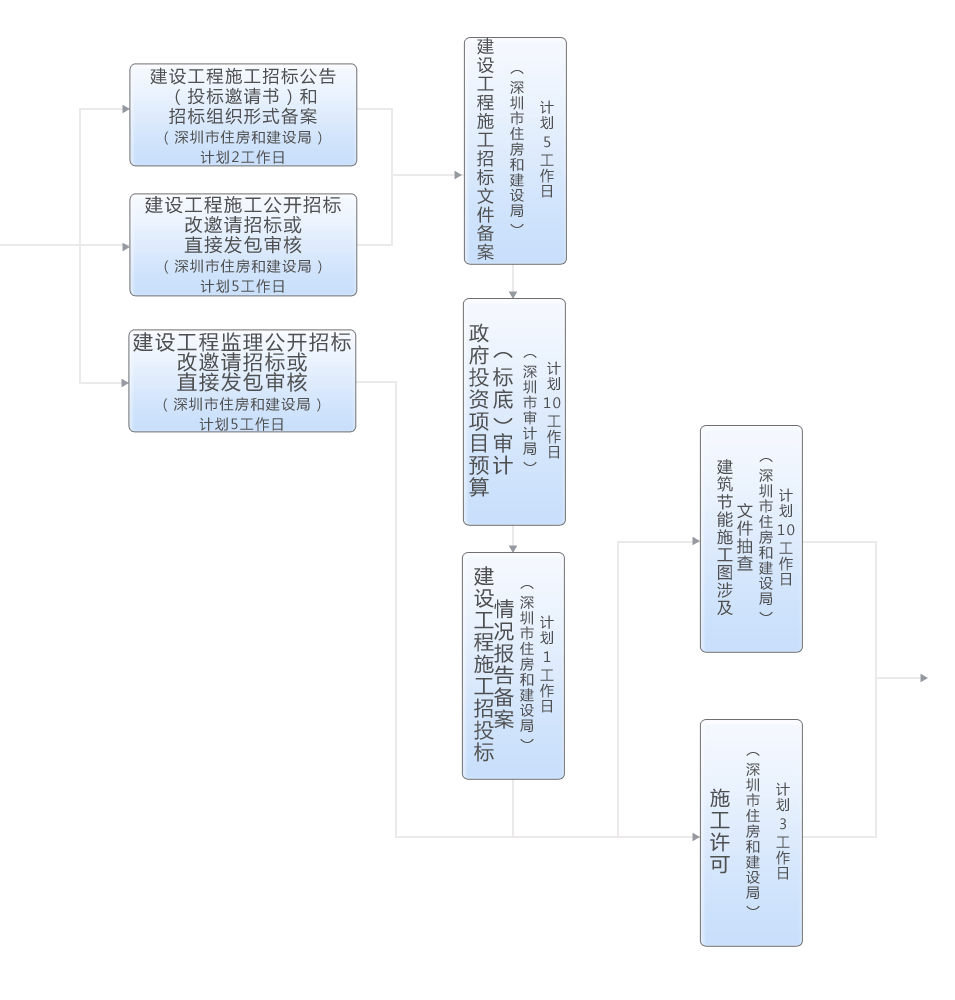 建设工程施工招标公告
（投标邀请书）和
招标组织形式备案
（深圳市住房和建设局）
计划2工作日
建设工程施工公开招标
改邀请招标或
直接发包审核
（深圳市住房和建设局）
计划5工作日
建设工程监理公开招标
改邀请招标或
直接发包审核
（深圳市住房和建设局）
计划5工作日
建设工程施工招标文件备案
（深圳市住房和建设局）
计划5工作日
政府投资项目预算
（标底）审计
（深圳市审计局）
计划10工作日
建设工程施工招投标
情况报告备案
（深圳市住房和建设局）
计划1工作日
建筑节能施工图涉及
文件抽查
（深圳市住房和建设局）
计划10工作日
施工许可
（深圳市住房和建设局）
计划3工作日